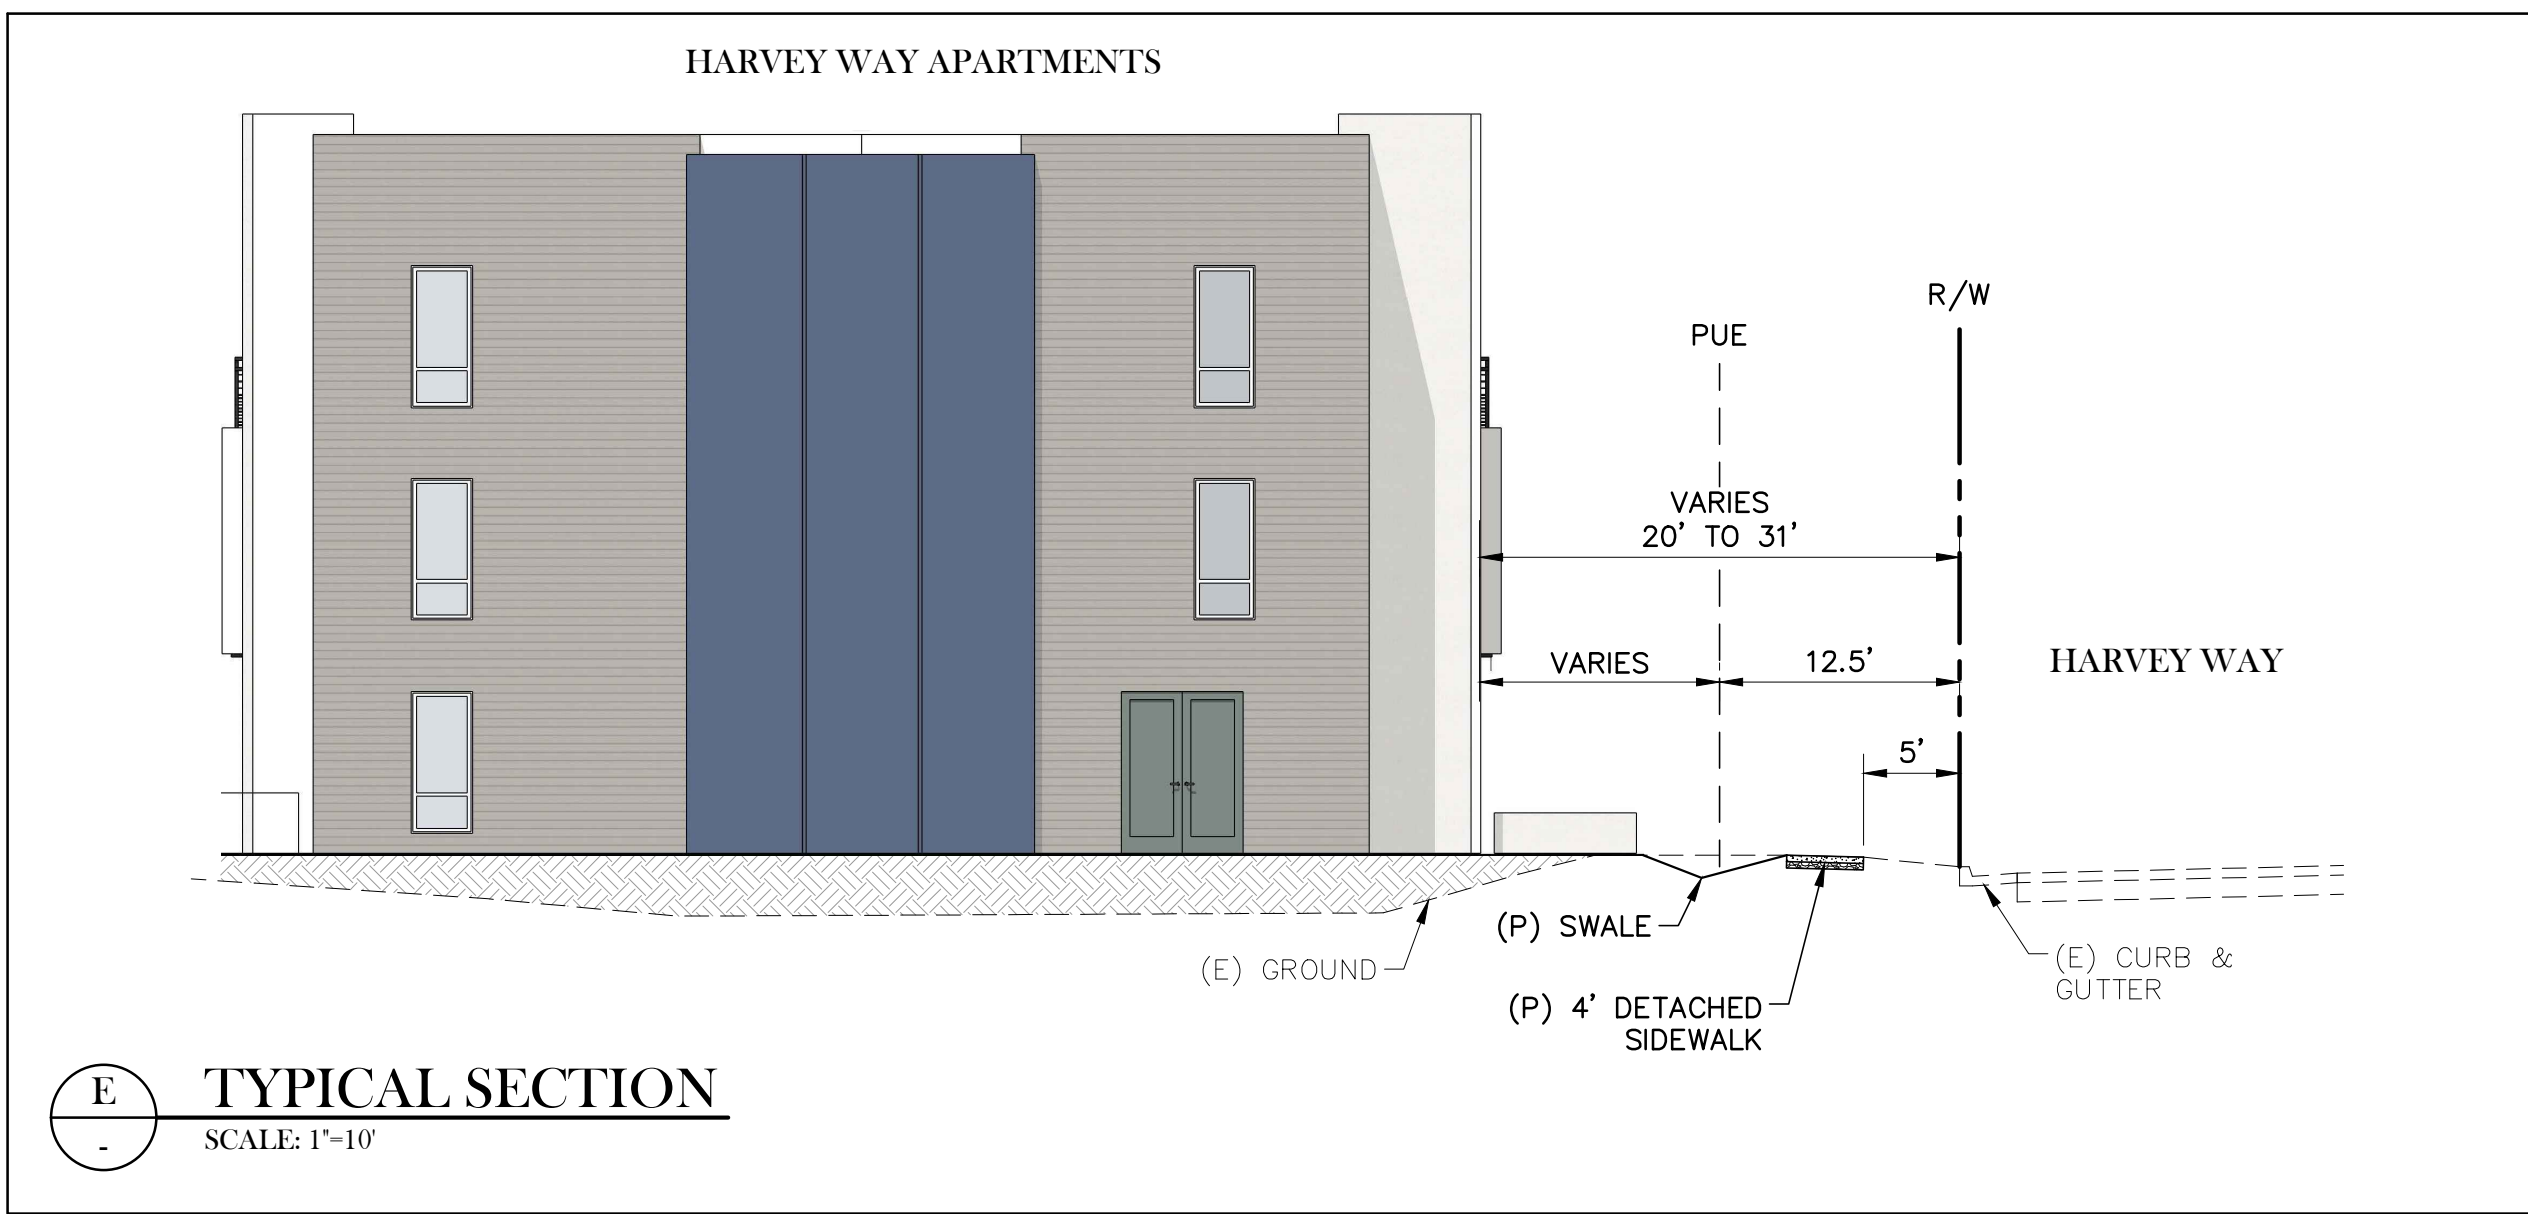 HARVEY WAY APARTMENTS
R/W
PUE
VARIES
20' TO 31'
VARIES
12.5'
HARVEY WAY
5'
(P) SWALE
(E) GROUND
(E) CURB &
GUTTER
(P) 4' DETACHED
SIDEWALK
E
-
TYPICAL SECTION
SCALE: 1"=10'